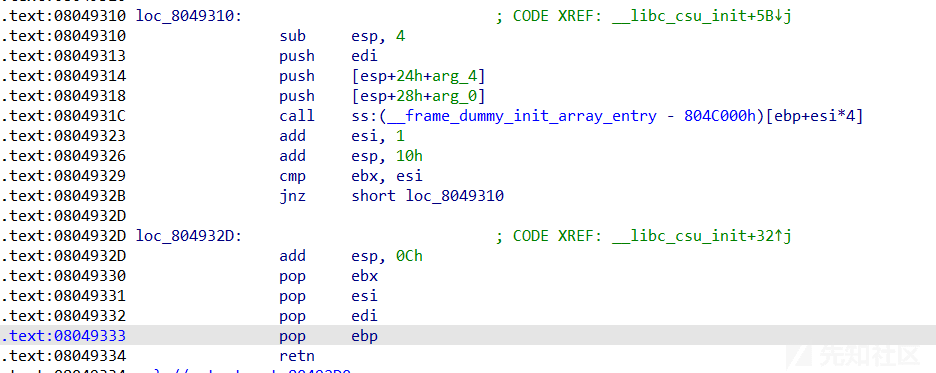 .text:08049310 loc_8049310: ; CODE XREF: __libc_csu_init+5B↓j
.text:08049310 sub esp, 4
.text:08049313 push edi
.text:08049314 push [esp+24h+arg_4]
.text:08049318 push [esp+28h+arg_0]
.text:0804931C call ss:(__frame_dummy_init_array_entry - 804C000h)[ebp+esi*4]
.text:08049323 add esi, 1
.text:08049326 add esp, 10h
.text:08049329 cmp ebx, esi
.text:0804932B jnz short loc_8049310
.text:0804932D
.text:0804932D loc_804932D: ; CODE XREF: __libc_csu_init+32↑j
.text:0804932D add esp, 0Ch
.text:08049330 pop ebx
.text:08049331 pop esi
.text:08049332 pop edi
.text:08049333 pop ebp
.text:08049334 retn
先知社区